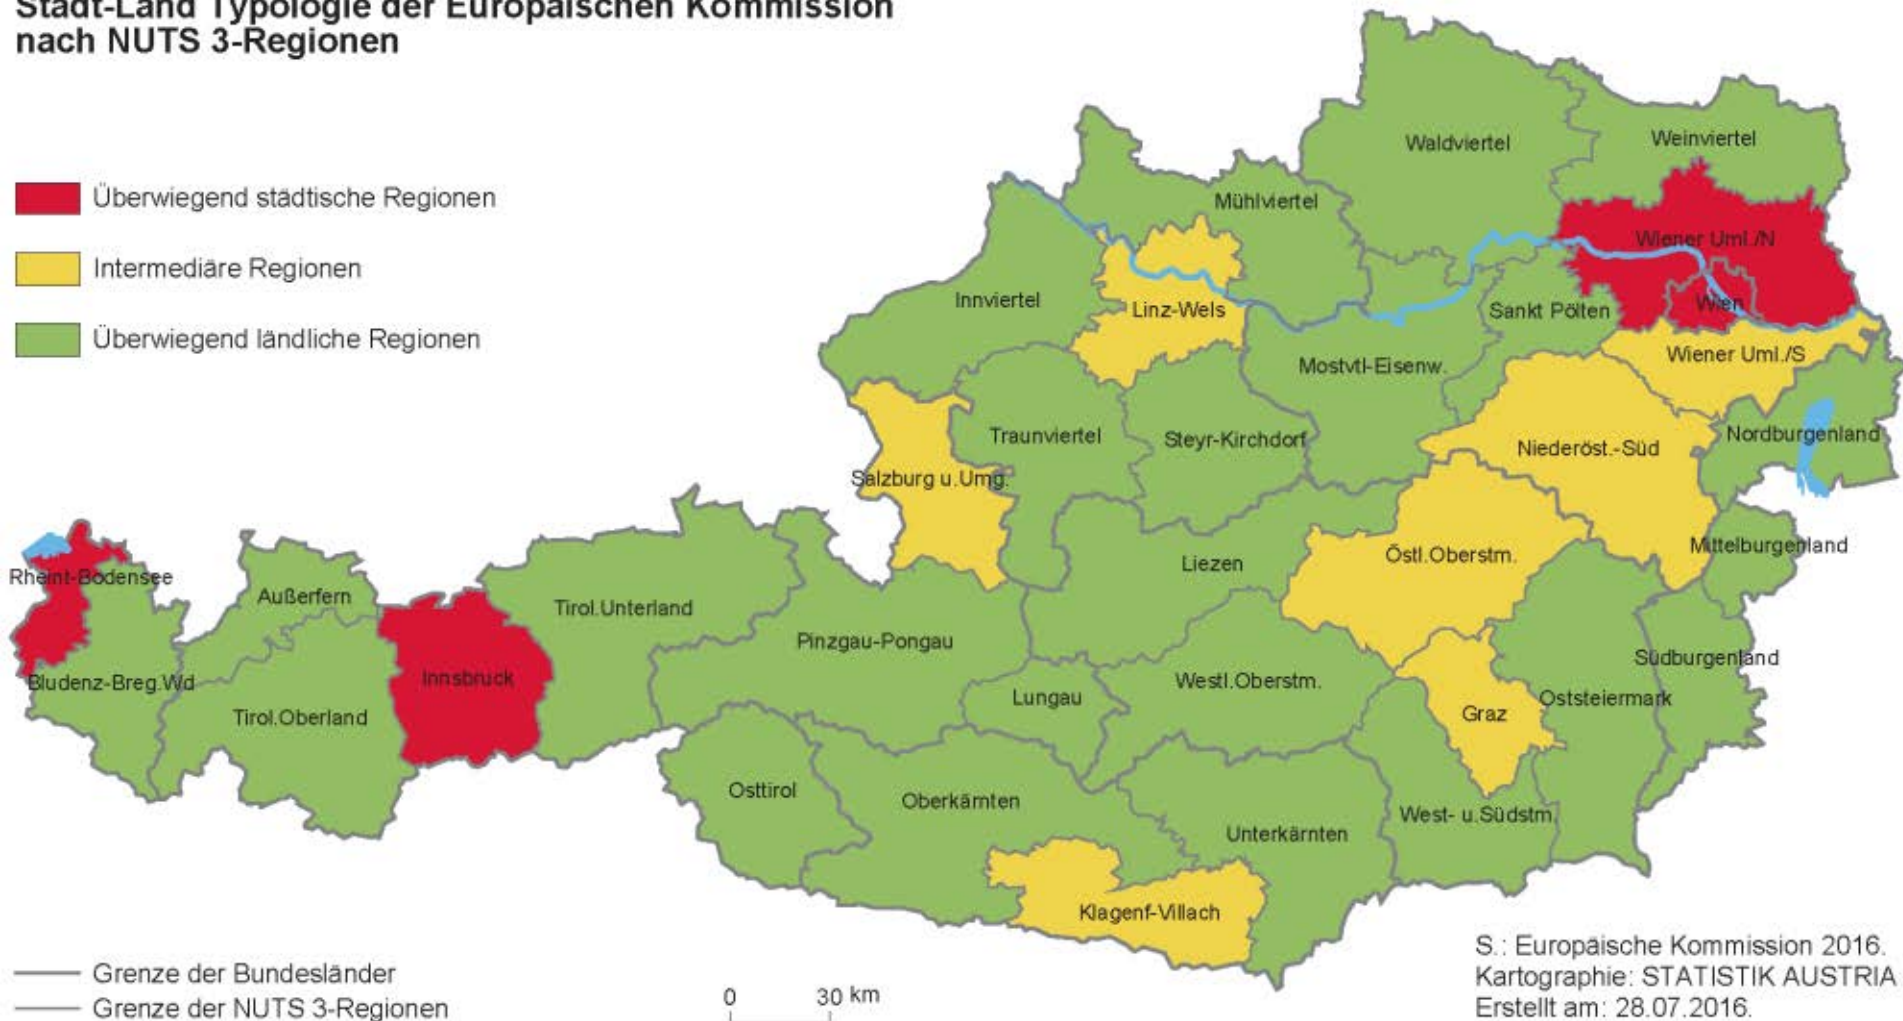 Stadt-Land Typologie der Europäischen Kommission
nach NUTS 3-Regionen
Überwiegend städtische Regionen
Intermediäre Regionen
Überwiegend ländliche Regionen
Waldviertel
Weinviertel
Mühlviertel
Wiener Uml./N
Innviertel
Linz-Wels
Sankt Pölten
Wien
Mostvtl-Eisenw.
Wiener Uml./S
Traunviertel
Steyr-Kirchdorf
Niederöst.-Süd
Nordburgenland
Salzburg u.Umg.
Rheint-Bodensee
Außerfern
Tirol.Unterland
Liezen
Östl.Oberstm.
Mittelburgenland
Pinzgau-Pongau
Bludenz-Breg.Wd
Innsbruck
Tirol.Oberland
Lungau
Westl.Oberstm.
Graz
Oststeiermark
Südburgenland
Osttirol
Oberkärnten
Unterkärnten
West- u.Südstm.
Klagenf-Villach
Grenze der Bundesländer
Grenze der NUTS 3-Regionen
0 30 km
S.: Europäische Kommission 2016.
Kartographie: STATISTIK AUSTRIA
Erstellt am: 28.07.2016.